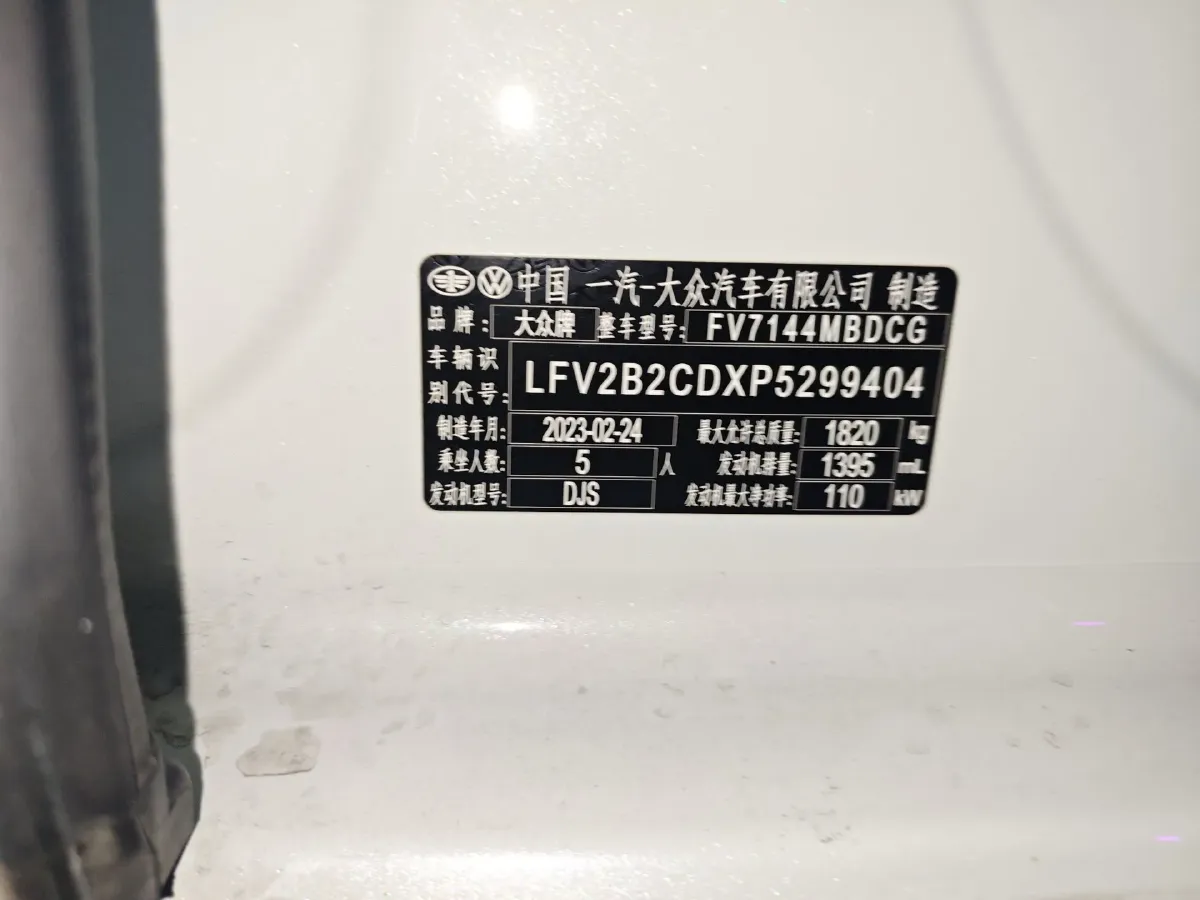 中国 一汽-大众汽车有限公司 制造
品牌: 大众牌 整车型号: FV7144MBDCG
车辆识别代号: LFV2B2CDXP5299404
制造年月: 2023-02-24 最大允许总质量: 1820 kg
乘坐人数: 5 人 发动机排量: 1395 mL
发动机型号: DJS 发动机最大净功率: 110 kW